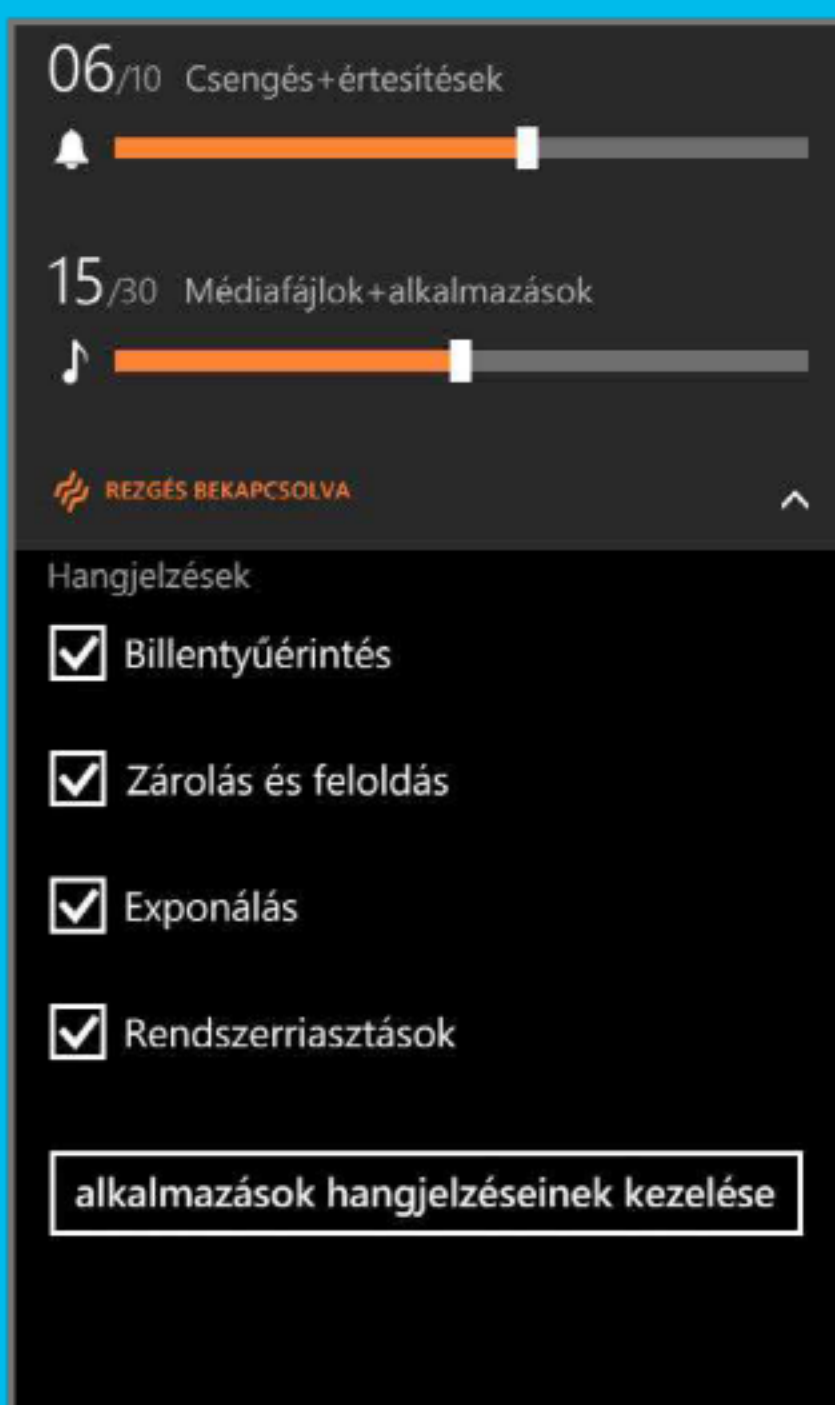 06/10 Csengés+értesítések
15/30 Médiafájlok+alkalmazások
REZGÉS BEKAPCSOLVA
Hangjelzések
Billentyűérintés
Zárolás és feloldás
Exponálás
Rendszerriasztások
alkalmazások hangjelzéseinek kezelése